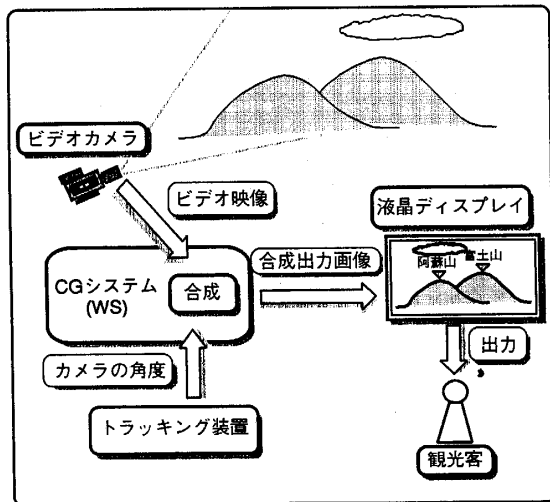 ビデオカメラ
ビデオ映像
液晶ディスプレイ
阿蘇山
富士山
CGシステム
(WS)
合成
合成出力画像
出力
カメラの角度
トラッキング装置
観光客